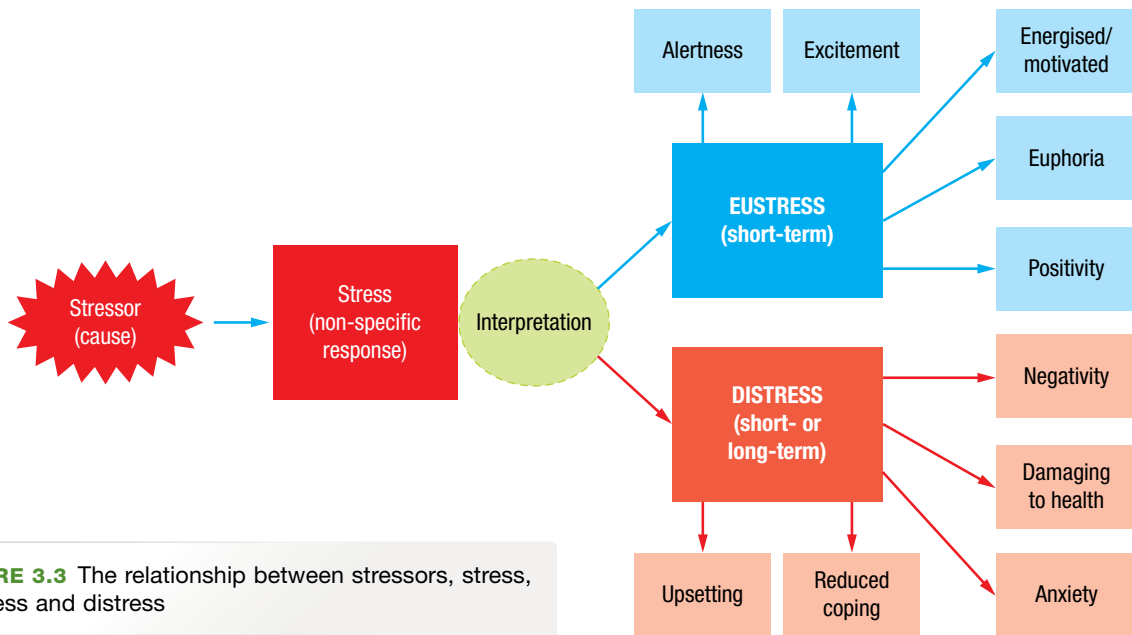 Alertness
Excitement
Energised/
motivated
Euphoria
EUSTRESS
(short-term)
Positivity
Stressor
(cause)
Stress
(non-specific
response)
Interpretation
DISTRESS
(short- or
long-term)
Negativity
Damaging
to health
Anxiety
Upsetting
Reduced
coping
3.3 The relationship between stressors, stress,
and distress